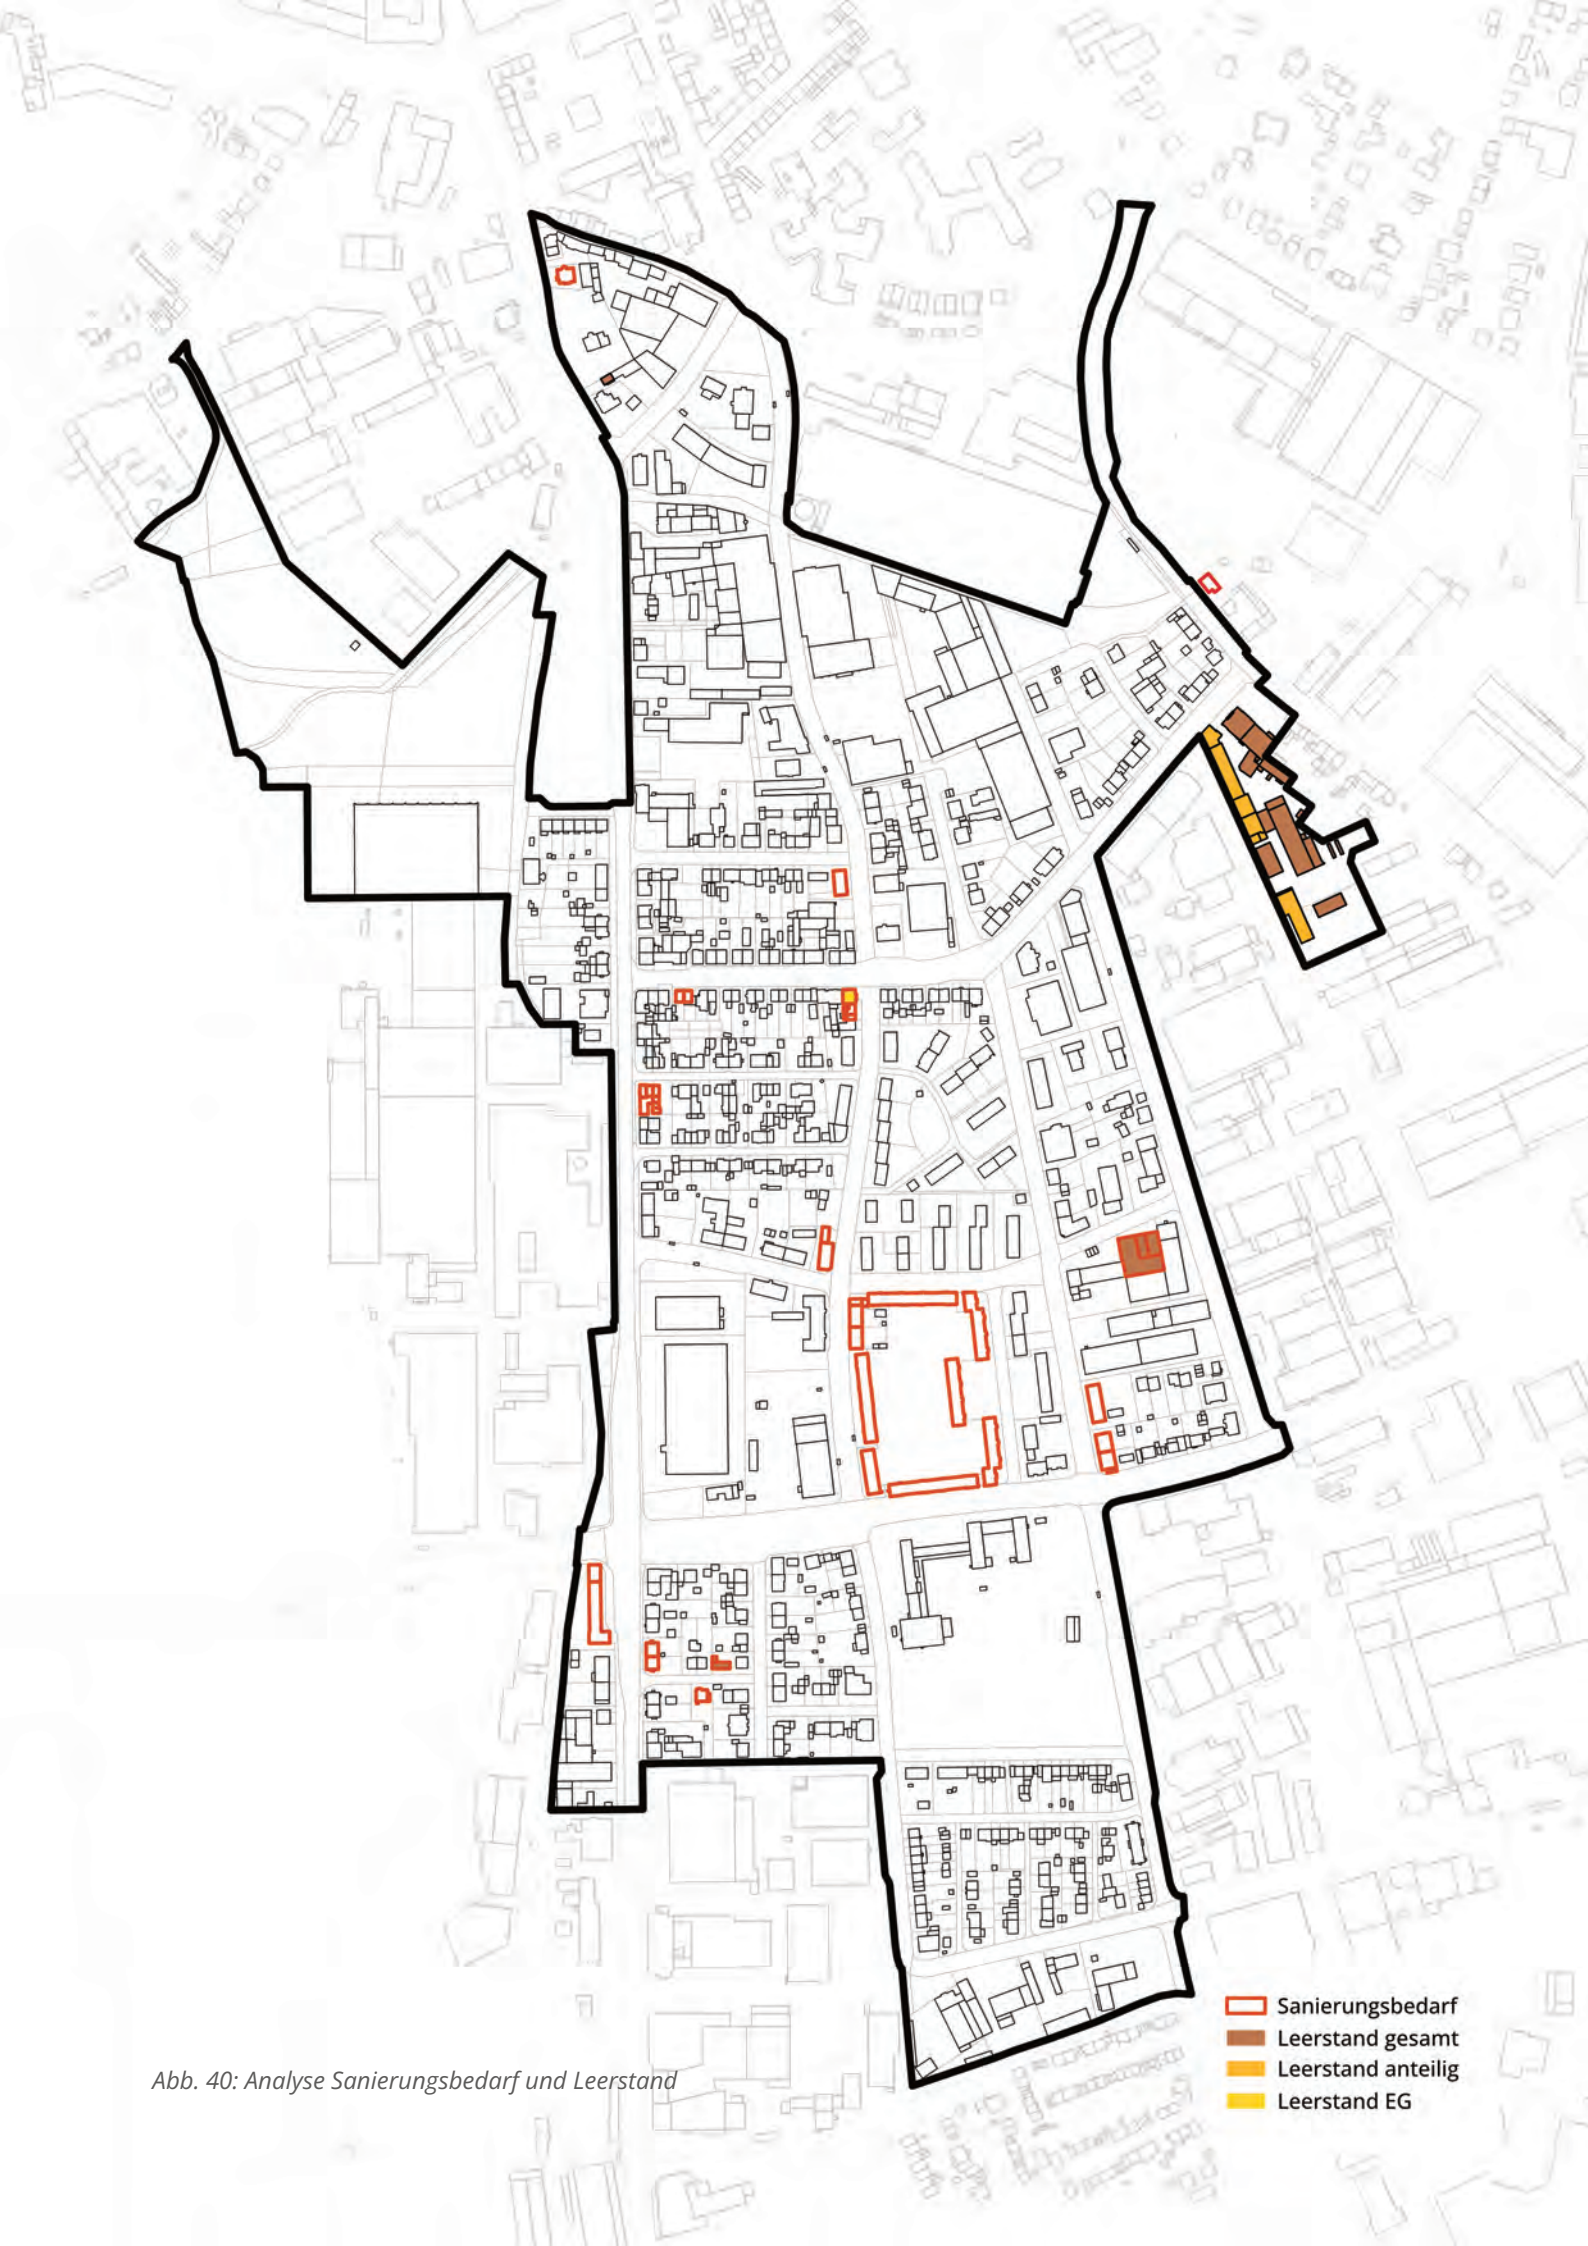 Sanierungsbedarf
Leerstand gesamt
Leerstand anteilig
Leerstand EG
Abb. 40: Analyse Sanierungsbedarf und Leerstand